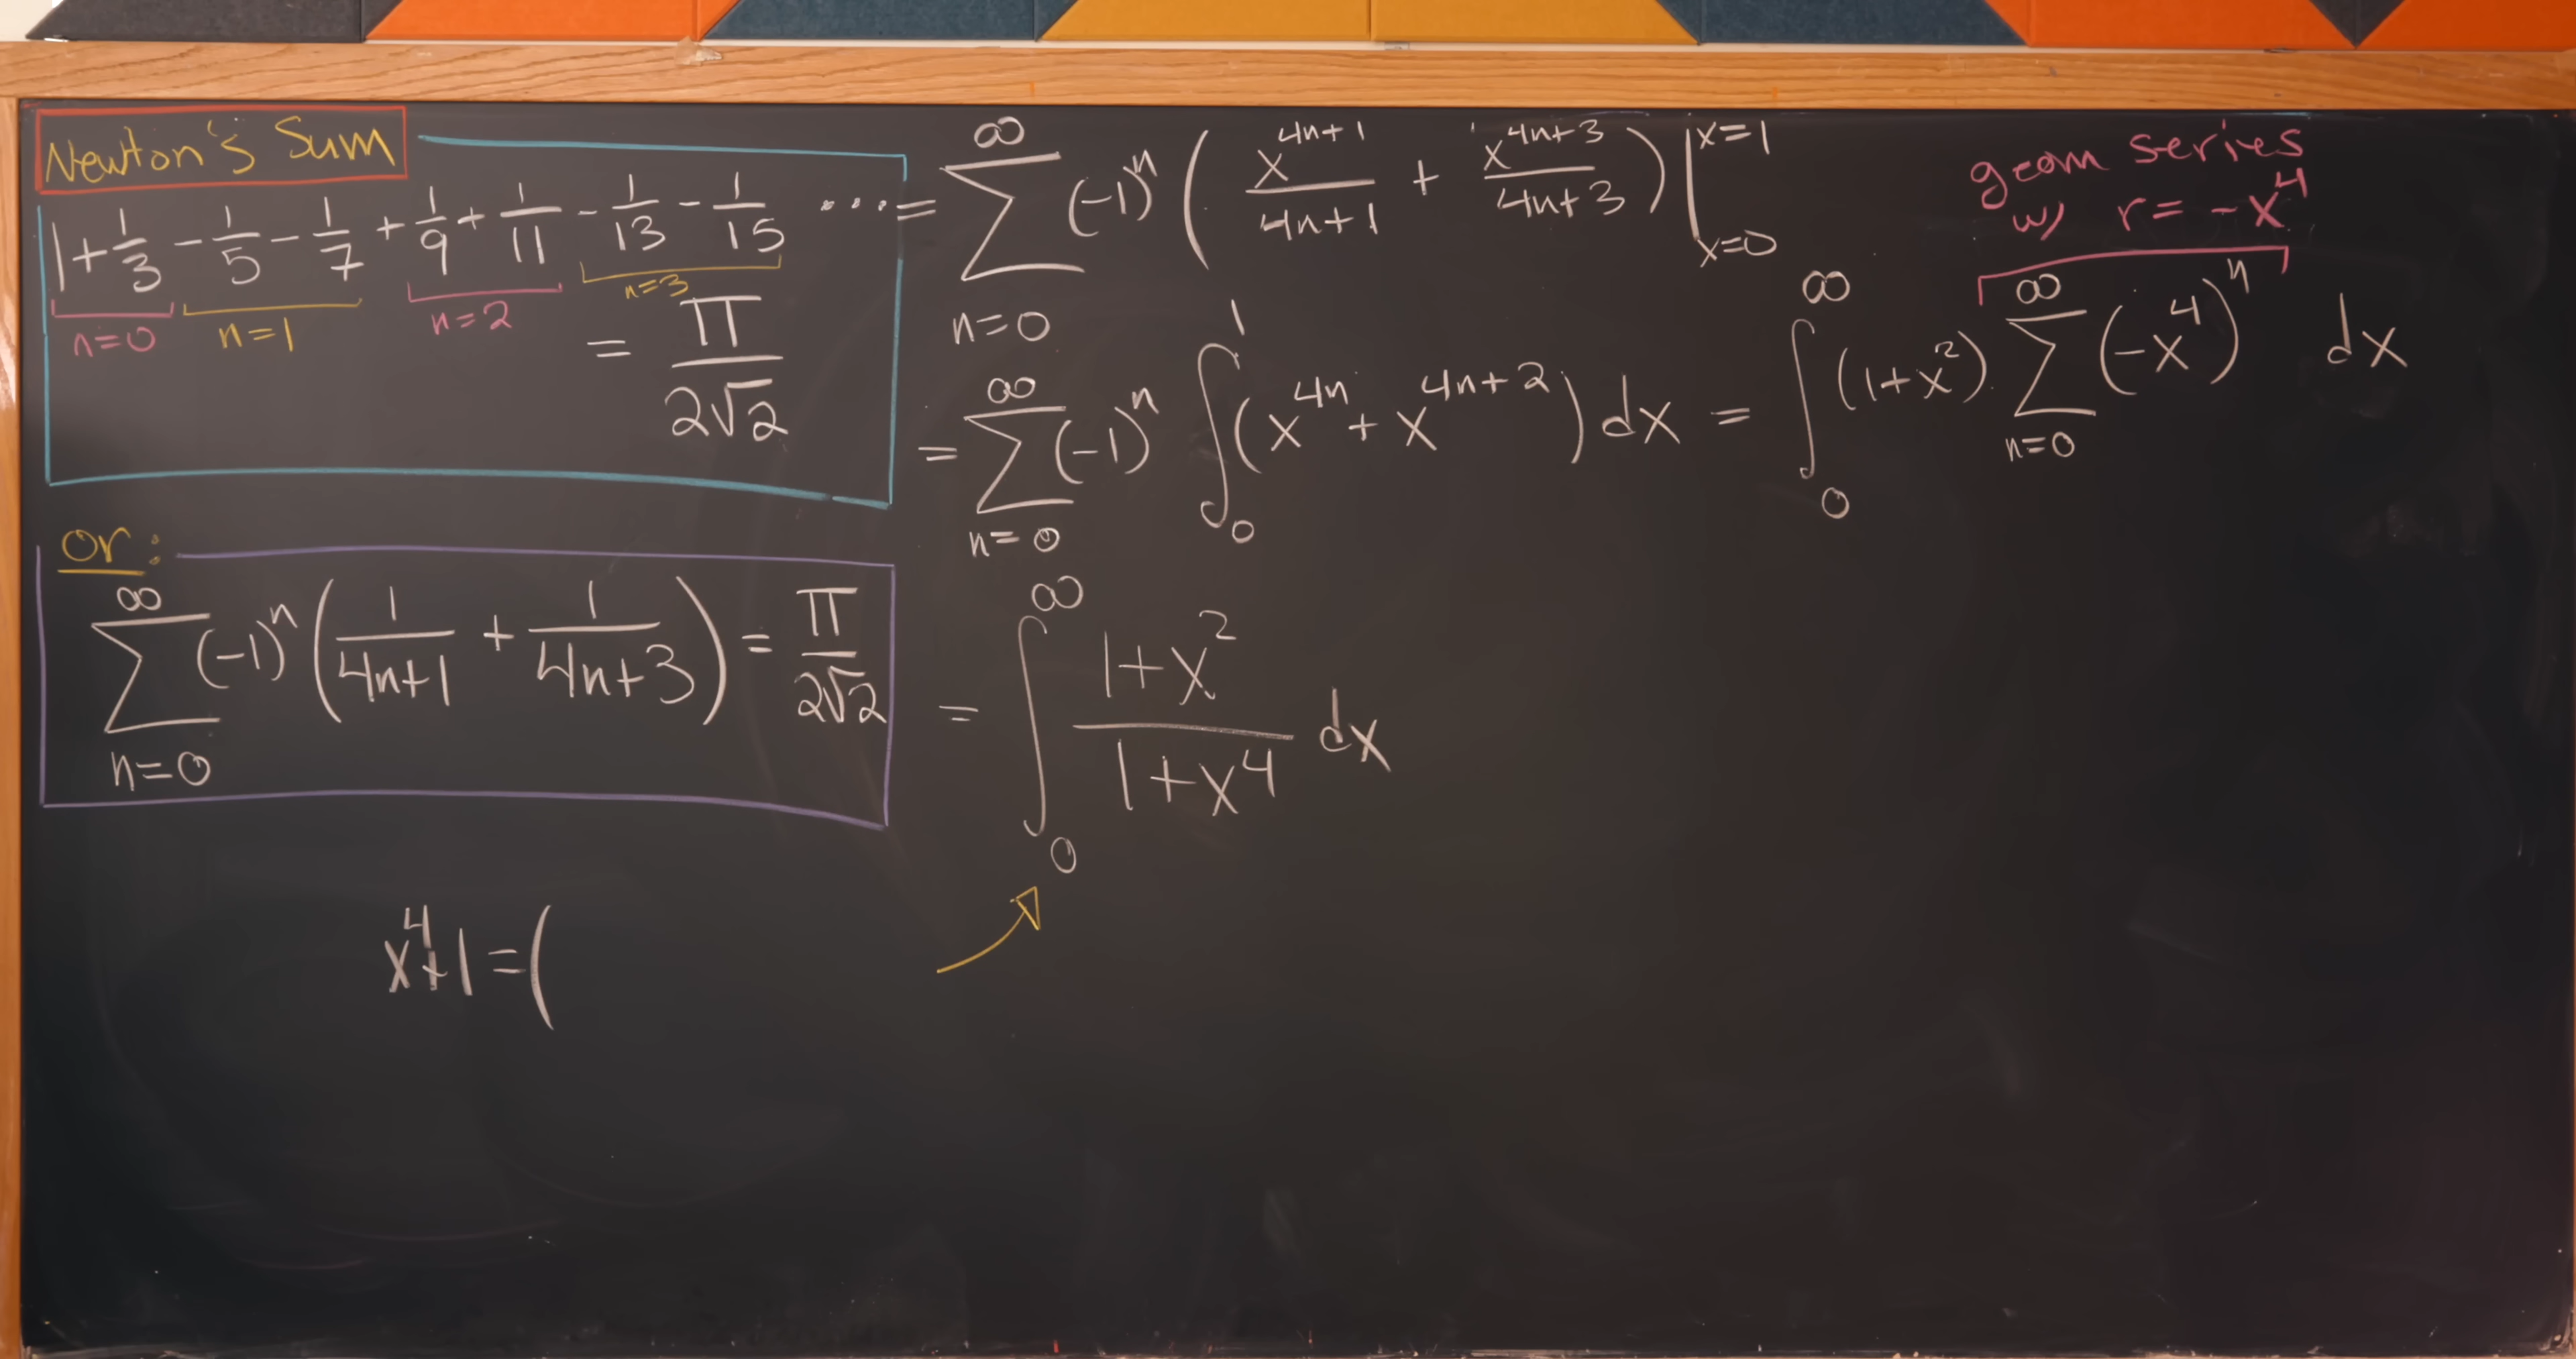 Newton's Sum
1 + 1/3 - 1/5 - 1/7 + 1/9 + 1/11 - 1/13 - 1/15 ...
n=0 n=1 n=2 n=3
= π/(2√2)
or:
∑_{n=0}^{∞} (-1)^n (1/(4n+1) + 1/(4n+3)) = π/(2√2)
x^4+1=(
= ∑_{n=0}^{∞} (-1)^n (x^{4n+1}/(4n+1) + x^{4n+3}/(4n+3)) |_{x=0}^{x=1}
= ∑_{n=0}^{∞} (-1)^n ∫_0^1 (x^{4n} + x^{4n+2}) dx = ∫_0^∞ (1+x^2) ∑_{n=0}^{∞} (-x^4)^n dx
geom series
w/ r = -x^4
= ∫_0^∞ (1+x^2)/(1+x^4) dx